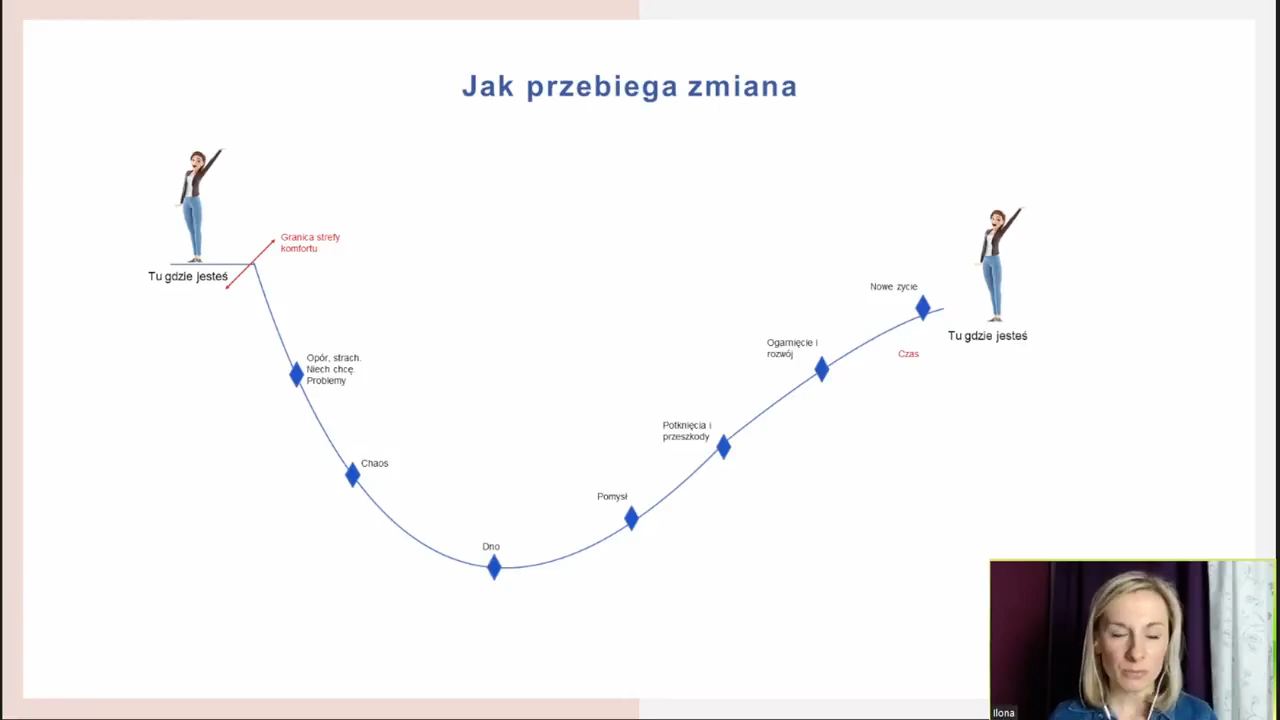 Jak przebiega zmiana
Granica strefy
komfortu
Tu gdzie jesteś
Opór, strach.
Niech chcę.
Problemy
Chaos
Dno
Pomysł
Potknięcia i
przeszkody
Ogarnięcie i
rozwój
Nowe życie
Czas
Tu gdzie jesteś
Ilona